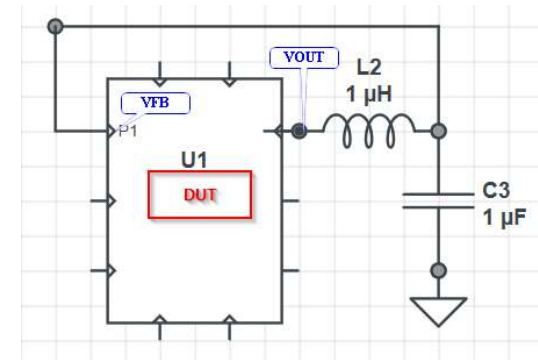 VOUT
L2
1 µH
VFB
P1
U1
DUT
C3
1 µF